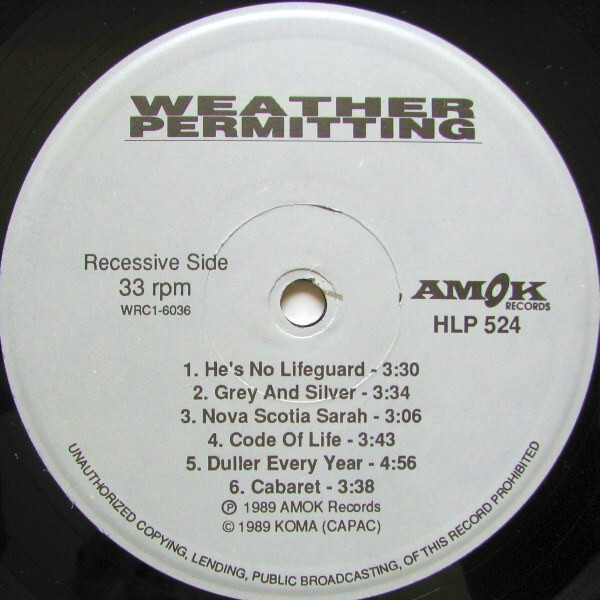 WEATHER
PERMITTING
Recessive Side
33 rpm
WRC1-6036
AMOK
RECORDS
HLP 524
1. He's No Lifeguard - 3:30
2. Grey And Silver - 3:34
3. Nova Scotia Sarah - 3:06
4. Code Of Life - 3:43
5. Duller Every Year - 4:56
6. Cabaret - 3:38
℗ 1989 AMOK Records
© 1989 KOMA (CAPAC)
UNAUTHORIZED COPYING, LENDING, PUBLIC BROADCASTING, OF THIS RECORD PROHIBITED